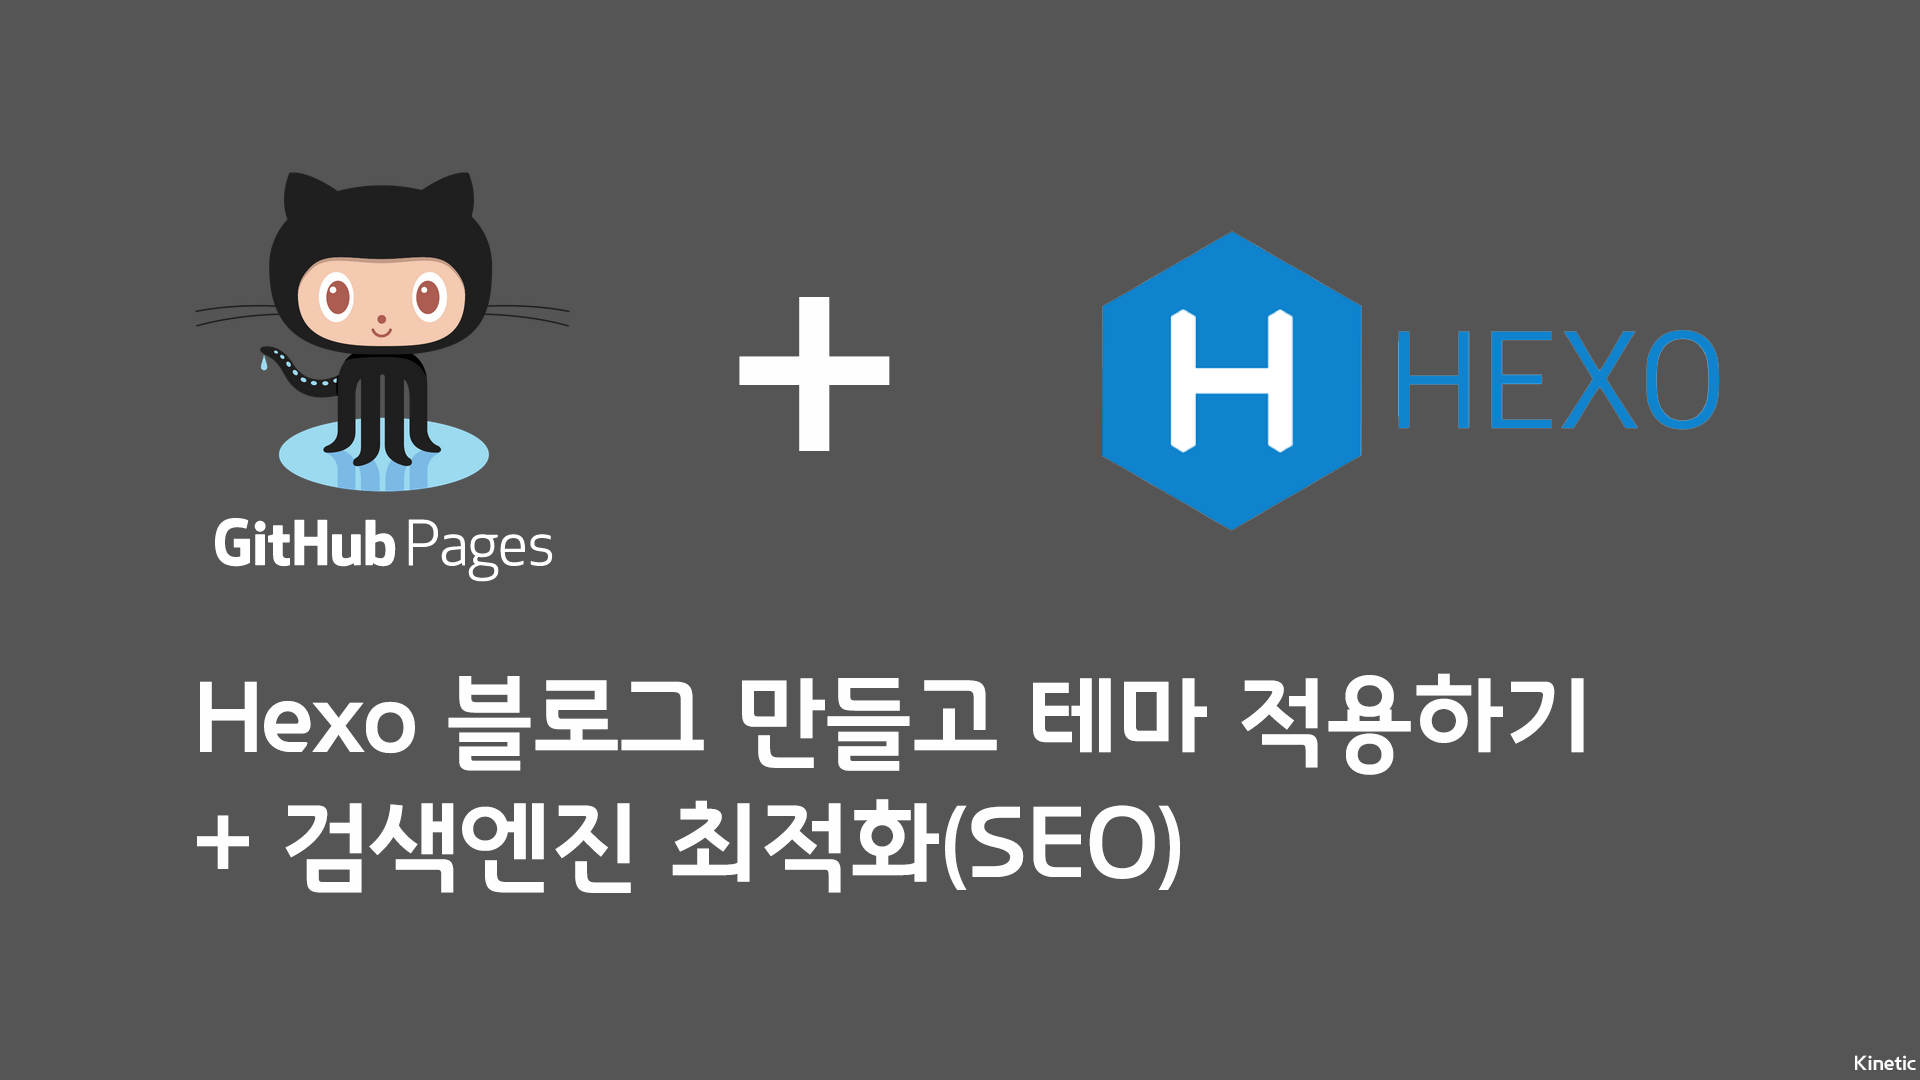 GitHub Pages
+
H HEXO
Hexo 블로그 만들고 테마 적용하기
+ 검색엔진 최적화(SEO)
Kinetic